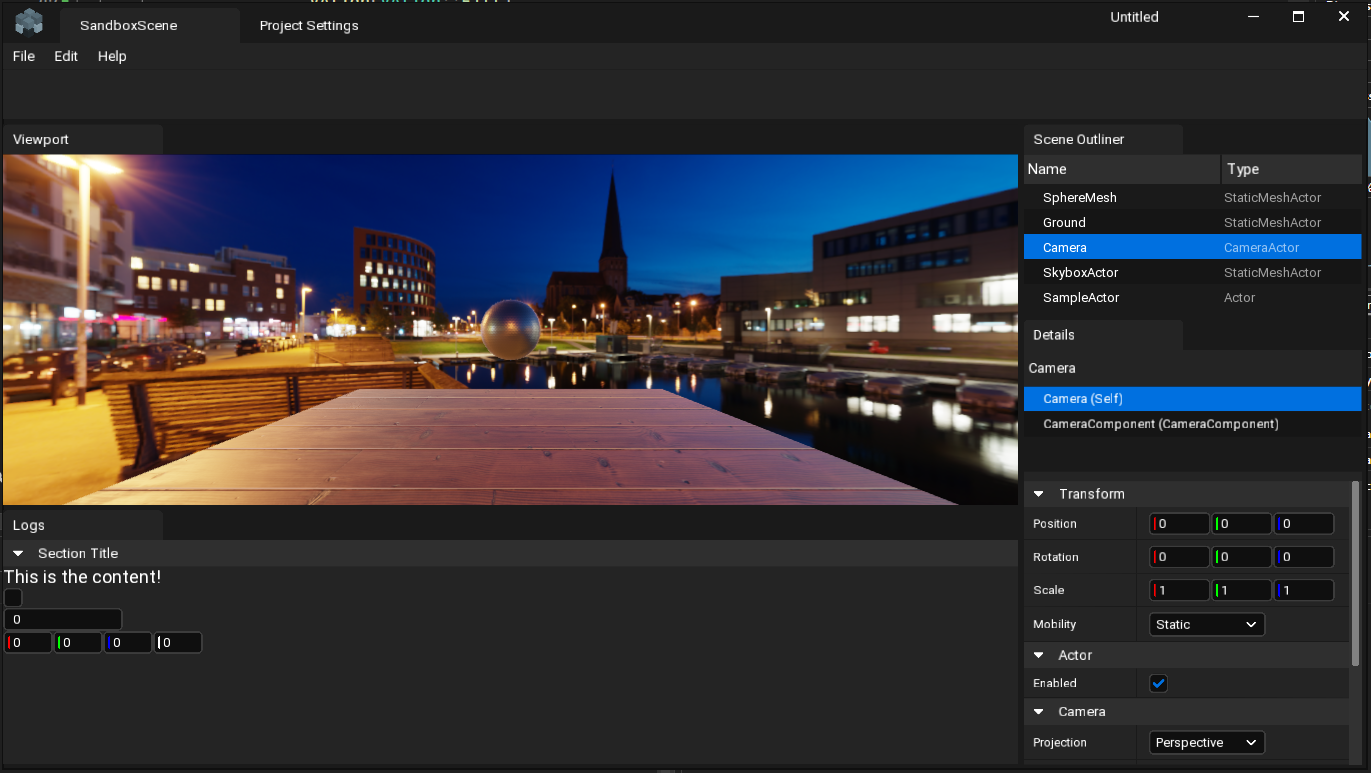 SandboxScene
Project Settings
Untitled
File Edit Help
Viewport
Scene Outliner
Name Type
SphereMesh StaticMeshActor
Ground StaticMeshActor
Camera CameraActor
SkyboxActor StaticMeshActor
SampleActor Actor
Details
Camera
Camera (Self)
CameraComponent (CameraComponent)
Transform
Position 0 0 0
Rotation 0 0 0
Scale 1 1 1
Mobility Static
Actor
Enabled
Camera
Projection Perspective
Logs
Section Title
This is the content!
0
0 0 0 0